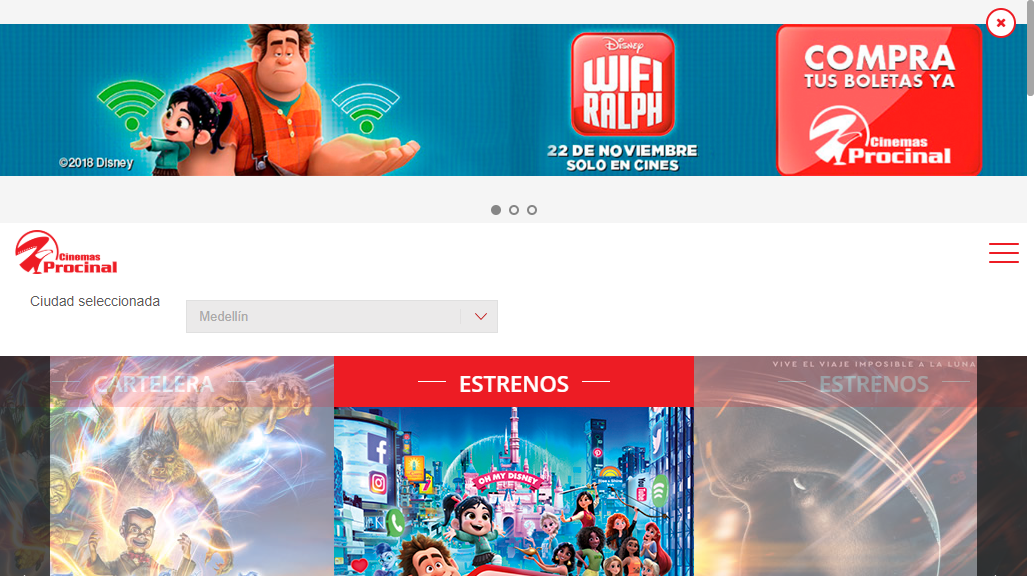 Disney
WIFI
RALPH
22 DE NOVIEMBRE
SOLO EN CINES
©2018 Disney
COMPRA
TUS BOLETAS YA
Cinemas
Procinal
Cinemas
Procinal
Ciudad seleccionada
Medellín
CARTELERA
ESTRENOS
VIVE EL VIAJE IMPOSIBLE A LA LUNA
ESTRENOS
OH MY DISNEY